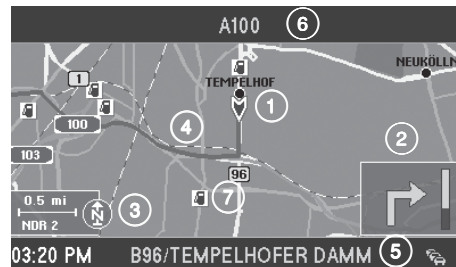 A100 6
NEUKÖLLN
1
TEMPELHOF
1
100
4
2
103
96
0.5 mi
3
7
NDR 2
N
03:20 PM B96/TEMPELHOFER DAMM 5